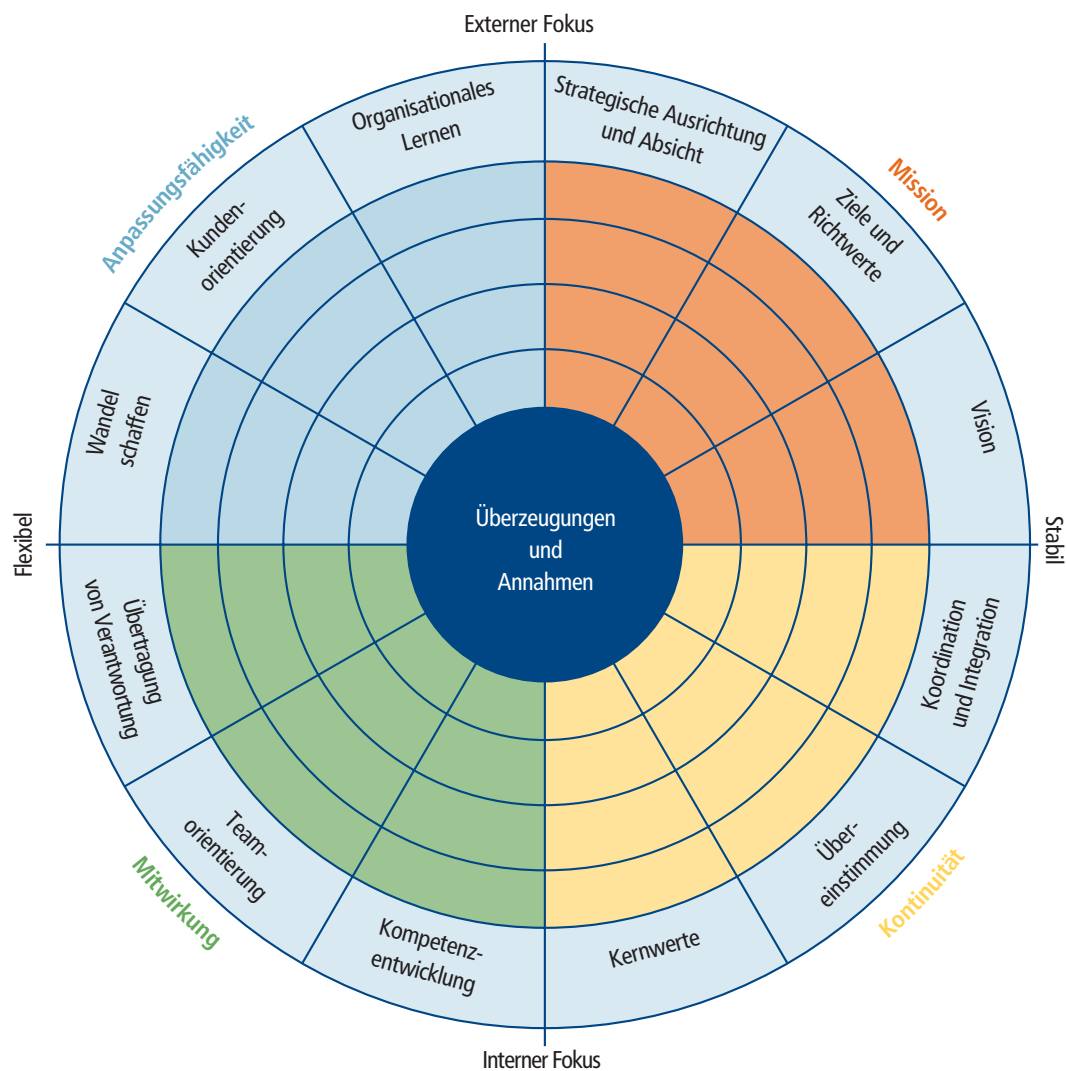 Externer Fokus
Organisationales
Lernen
Strategische Ausrichtung
und Absicht
Anpassungsfähigkeit
Mission
Kunden-
orientierung
Ziele und
Richtwerte
Wandel
schaffen
Vision
Überzeugungen
und
Annahmen
Flexibel
Stabil
Übertragung
von Verantwortung
Koordination
und Integration
Team-
orientierung
Über-
einstimmung
Mitwirkung
Kontinuität
Kompetenz-
entwicklung
Kernwerte
Interner Fokus